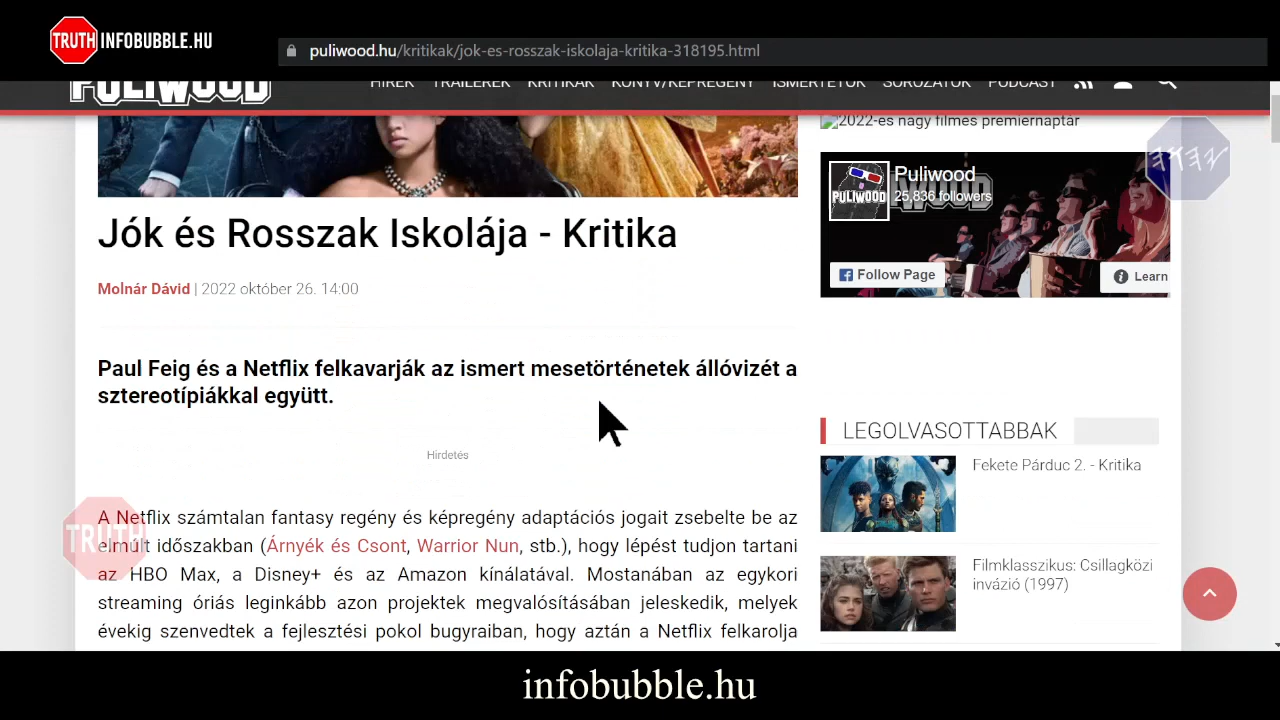 TRUTH INFOBUBBLE.HU
puliwood.hu/kritikak/jok-es-rosszak-iskolaja-kritika-318195.html
PULIWOOD
HÍREK TRAILEREK KRITIKÁK KÖNYV/KÉPREGÉNY ISMERTETŐK SOROZATOK PODCAST
2022-es nagy filmes premiernaptár
PULIWOOD
Puliwood
25,836 followers
Follow Page
Learn
Jók és Rosszak Iskolája - Kritika
Molnár Dávid | 2022 október 26. 14:00
Paul Feig és a Netflix felkavarják az ismert mesetörténetek állóvizét a
sztereotípiákkal együtt.
Hirdetés
A Netflix számtalan fantasy regény és képregény adaptációs jogait zsebelte be az
elmúlt időszakban (Árnyék és Csont, Warrior Nun, stb.), hogy lépést tudjon tartani
az HBO Max, a Disney+ és az Amazon kínálatával. Mostanában az egykori
streaming óriás leginkább azon projektek megvalósításában jeleskedik, melyek
évekig szenvedtek a fejlesztési pokol bugyraiban, hogy aztán a Netflix felkarolja
TRUTH
LEGOLVASOTTABBAK
Fekete Párduc 2. - Kritika
Filmklasszikus: Csillagközi
invázió (1997)
infobubble.hu